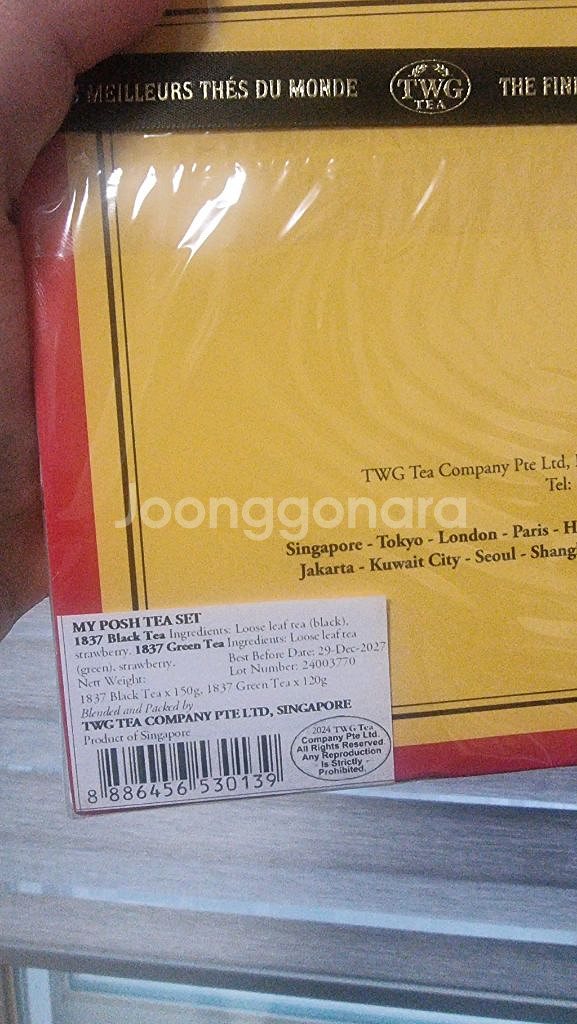 MEILLEURS THÉS DU MONDE
TWG
TEA
THE
TWG Tea Company Pte Ltd,
Tel:
Joonggonara
Singapore - Tokyo - London - Paris - H
Jakarta - Kuwait City - Seoul - Shang
MY POSH TEA SET
1837 Black Tea Ingredients: Loose leaf tea (black),
strawberry. 1837 Green Tea Ingredients: Loose leaf tea
(green), strawberry.
Best Before Date: 29-Dec-2027
Nett Weight:
Lot Number: 24003770
1837 Black Tea x 150g, 1837 Green Tea x 120g
Blended and Packed by
TWG TEA COMPANY PTE LTD, SINGAPORE
Product of Singapore
2024 TWG Tea
Company Pte Ltd.
All Rights Reserved.
Any Reproduction
Is Strictly
Prohibited.
8 886456 530139